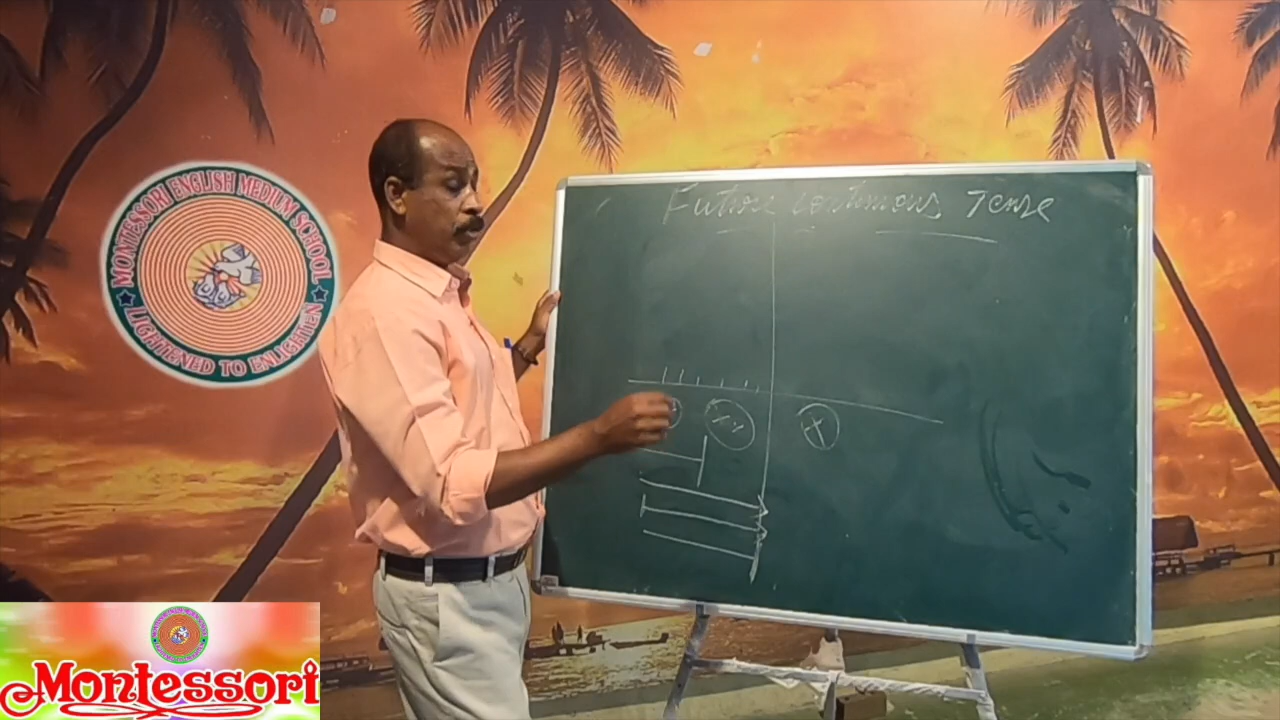 Future continuous Tense
MONTESSORI ENGLISH MEDIUM SCHOOL
LIGHTENED TO ENLIGHTEN
Montessori